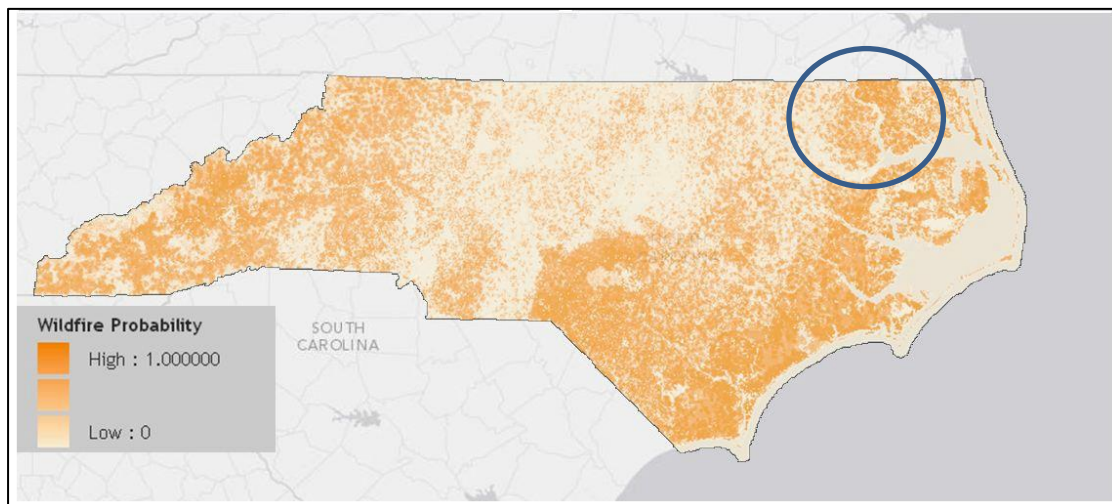 SOUTH
CAROLINA
Wildfire Probability
High : 1.000000
Low : 0